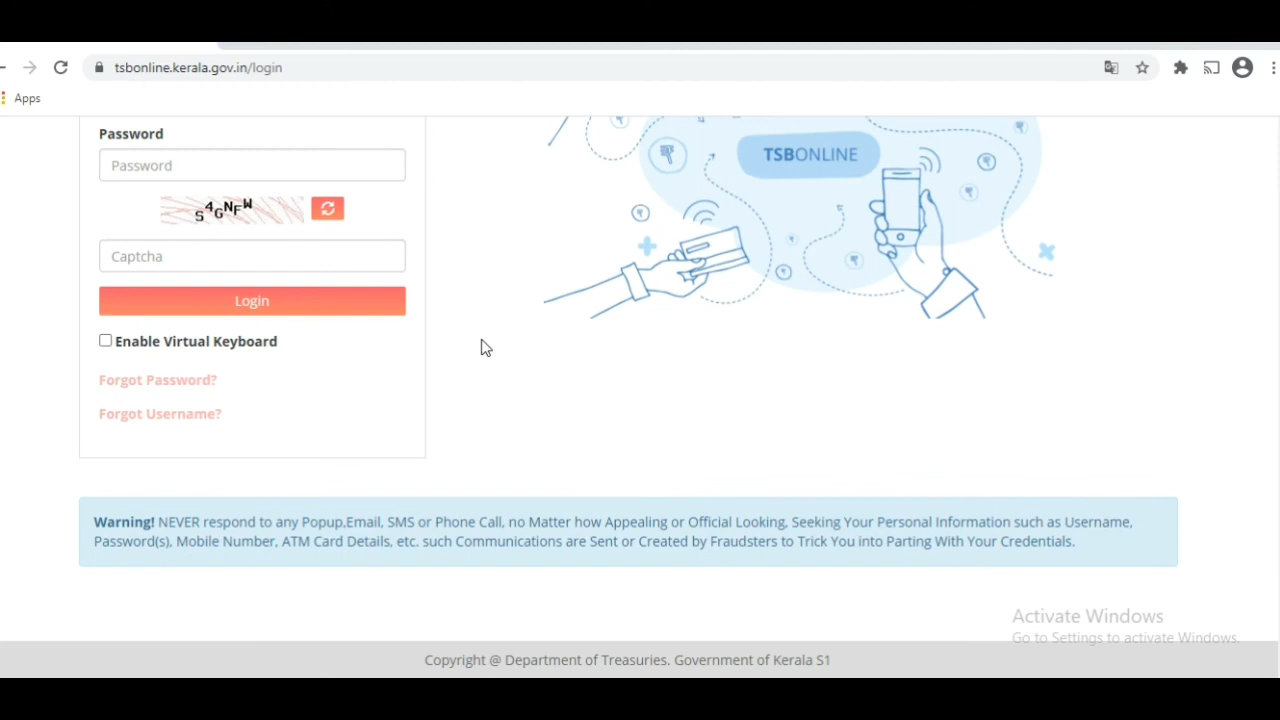 tsbonline.kerala.gov.in/login
Apps
Password
Password
S4GNFW
Captcha
Login
Enable Virtual Keyboard
Forgot Password?
Forgot Username?
TSBONLINE
Warning! NEVER respond to any Popup,Email, SMS or Phone Call, no Matter how Appealing or Official Looking, Seeking Your Personal Information such as Username,
Password(s), Mobile Number, ATM Card Details, etc. such Communications are Sent or Created by Fraudsters to Trick You into Parting With Your Credentials.
Activate Windows
Go to Settings to activate Windows.
Copyright @ Department of Treasuries. Government of Kerala S1